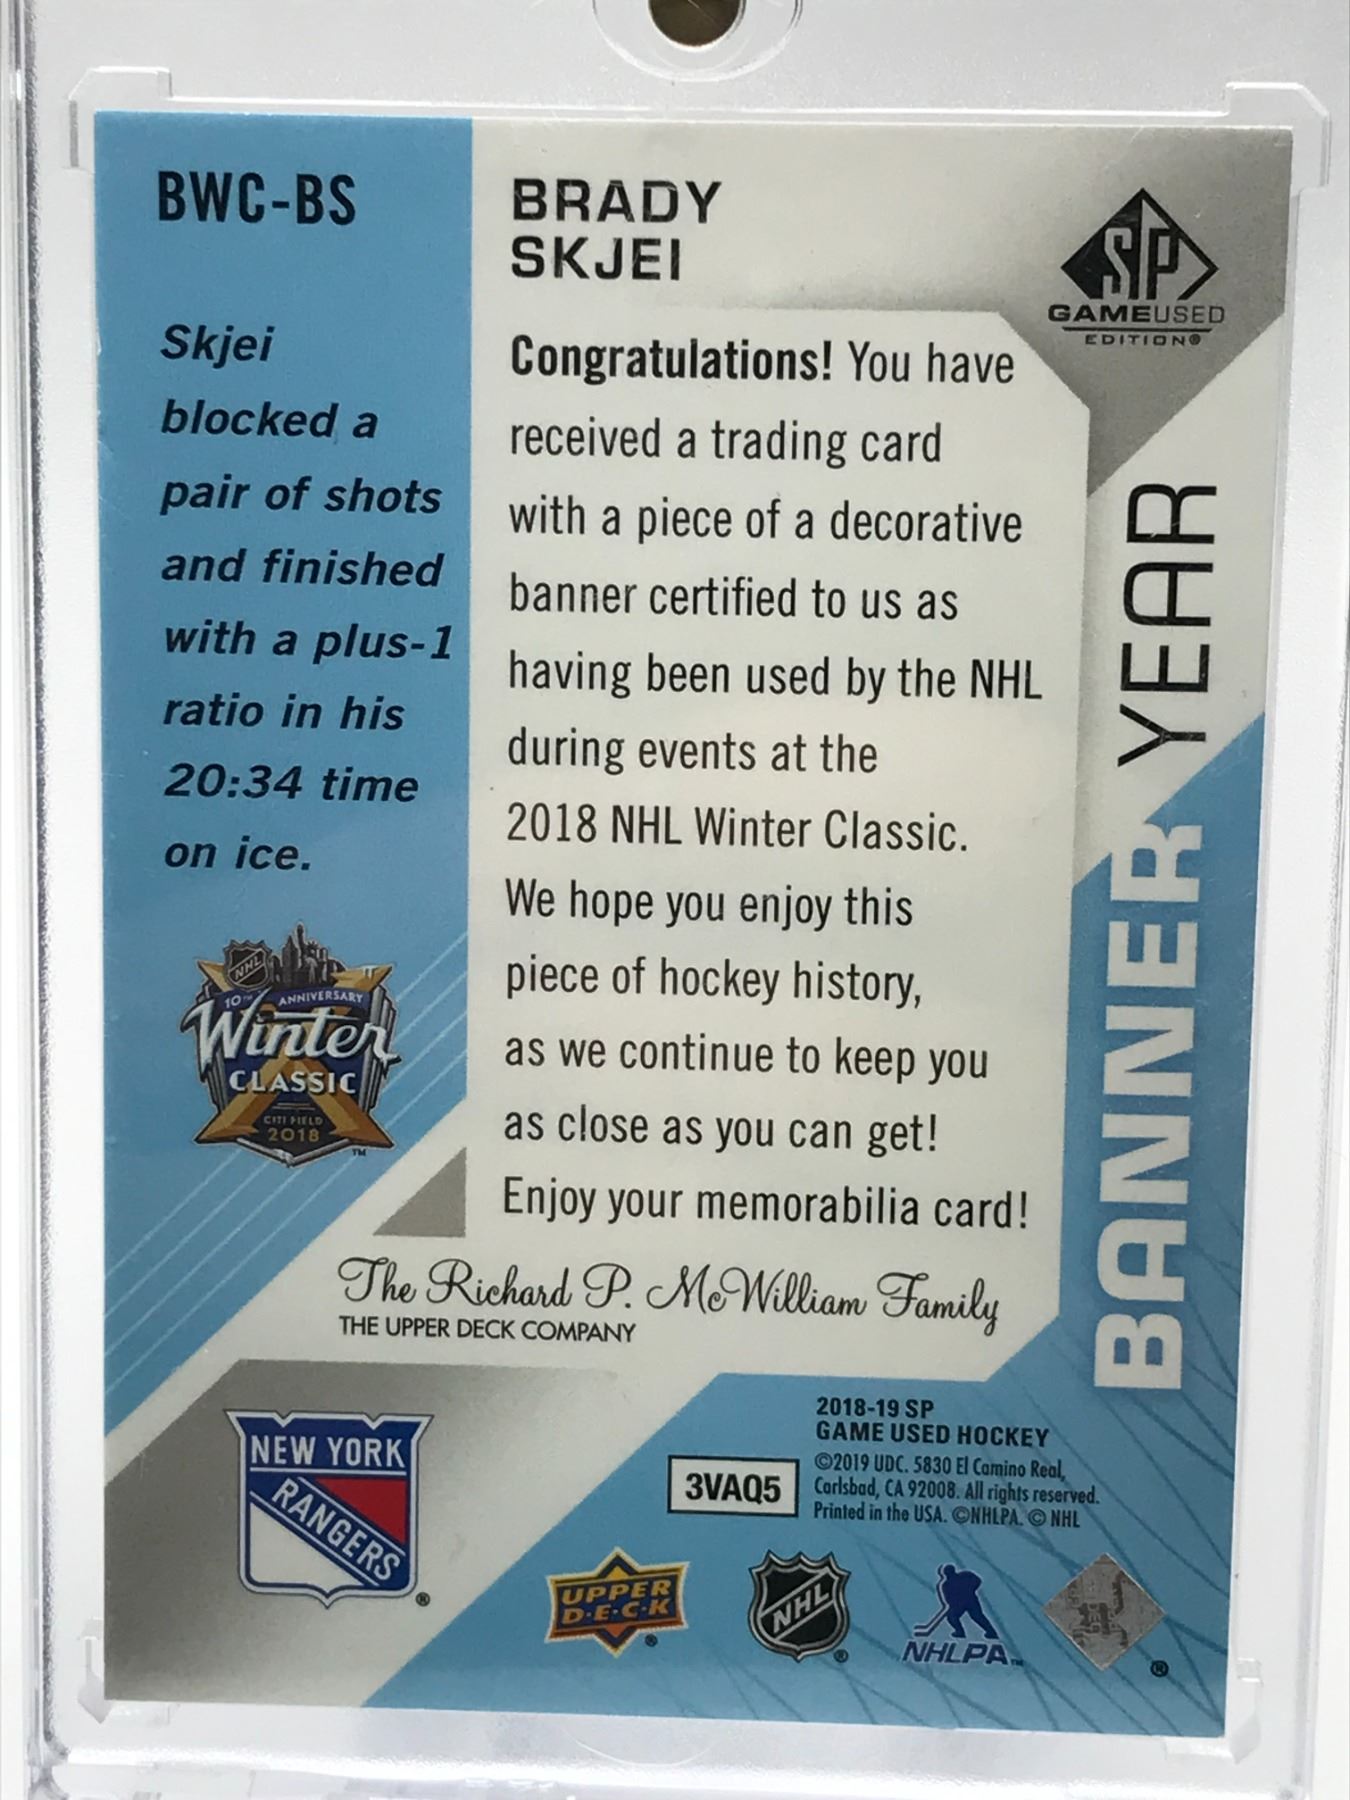 BWC-BS
Skjei
blocked a
pair of shots
and finished
with a plus-1
ratio in his
20:34 time
on ice.
NHL
10TH ANNIVERSARY
Winter
CLASSIC
CITI FIELD
2018
TM
BRADY
SKJEI
SP
GAMEUSED
EDITION®
Congratulations! You have
received a trading card
with a piece of a decorative
banner certified to us as
having been used by the NHL
during events at the
2018 NHL Winter Classic.
We hope you enjoy this
piece of hockey history,
as we continue to keep you
as close as you can get!
Enjoy your memorabilia card!
The Richard P. McWilliam Family
THE UPPER DECK COMPANY
BANNER YEAR
NEW YORK
RANGERS
®
3VAQ5
2018-19 SP
GAME USED HOCKEY
©2019 UDC. 5830 El Camino Real,
Carlsbad, CA 92008. All rights reserved.
Printed in the USA. ©NHLPA. © NHL
UPPER
D·E·C·K
®
NHL
®
NHLPA™
®